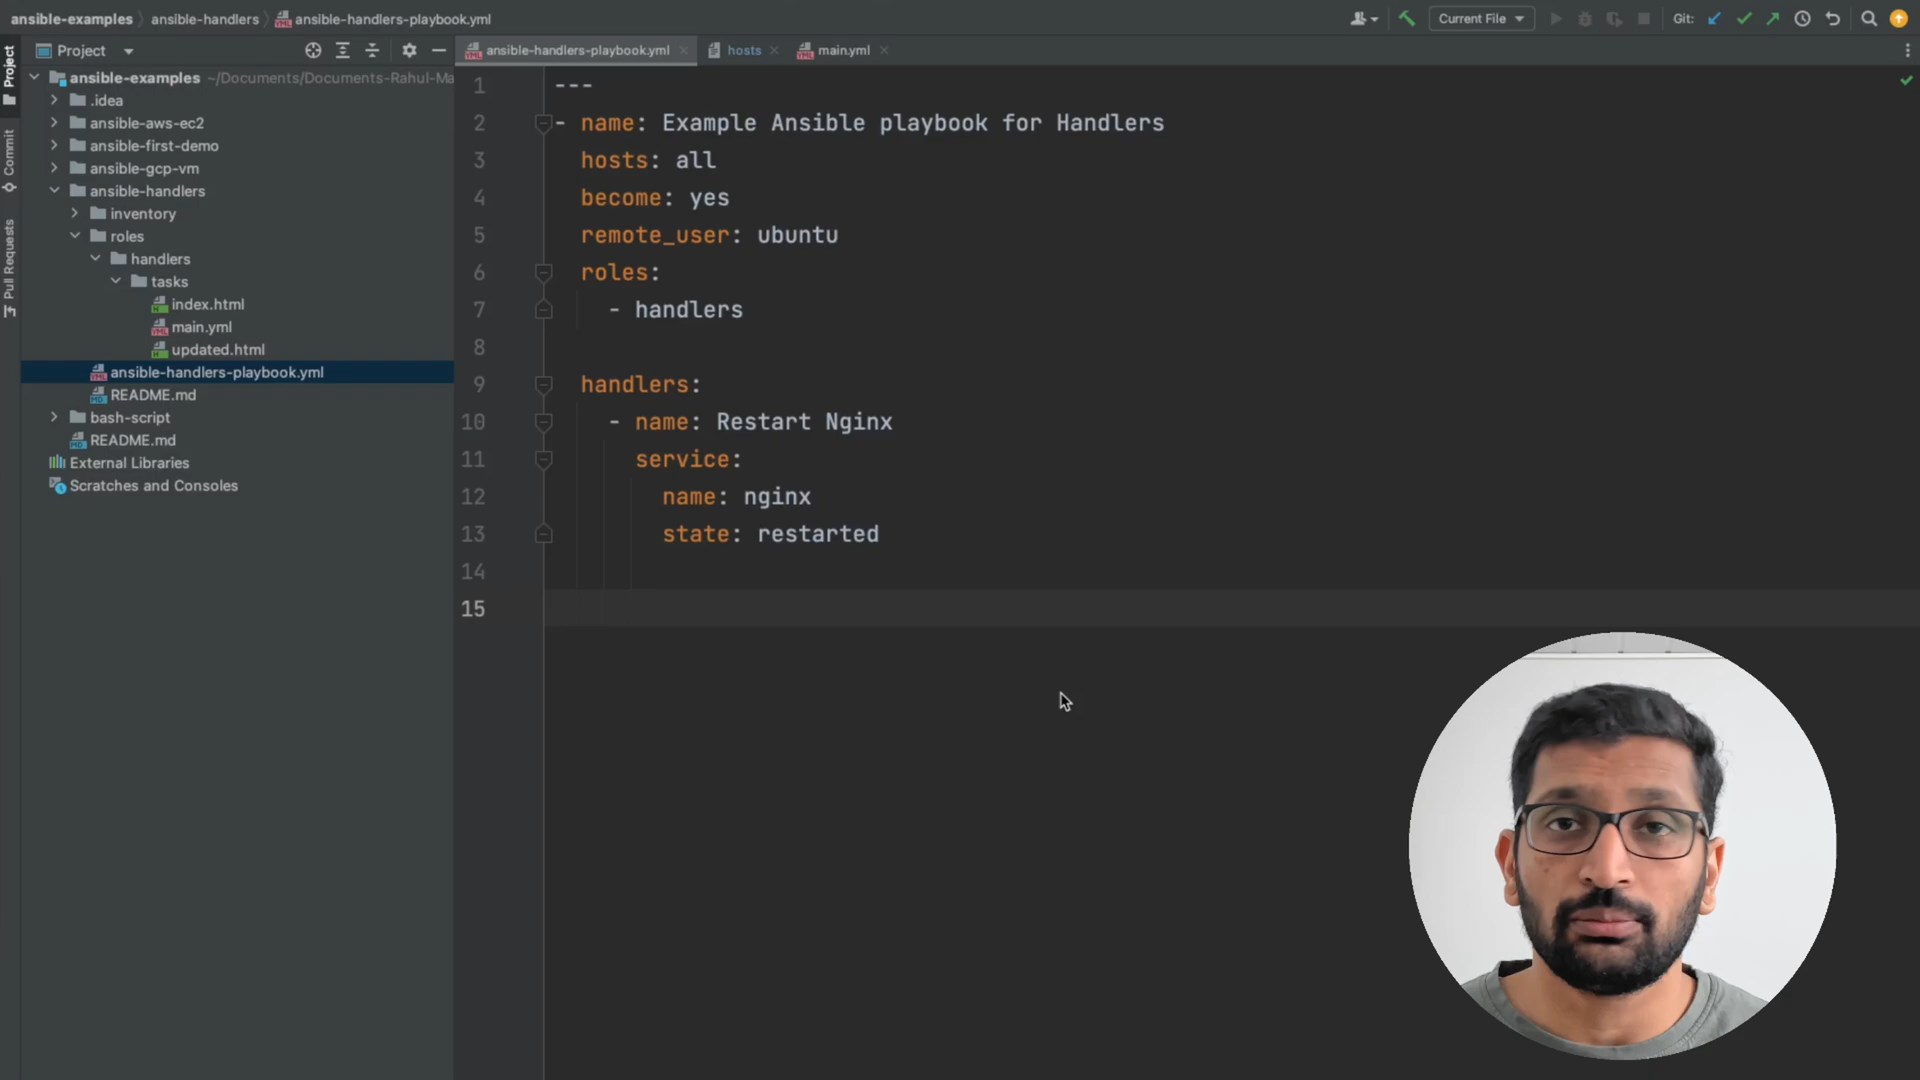 ansible-examples ansible-handlers ansible-handlers-playbook.yml
Current File
Git:
Project
ansible-handlers-playbook.yml
hosts
main.yml
Project
Commit
Pull Requests
ansible-examples ~/Documents/Documents-Rahul-Ma
.idea
ansible-aws-ec2
ansible-first-demo
ansible-gcp-vm
ansible-handlers
inventory
roles
handlers
tasks
index.html
main.yml
updated.html
ansible-handlers-playbook.yml
README.md
bash-script
README.md
External Libraries
Scratches and Consoles
1 ---
2 - name: Example Ansible playbook for Handlers
3 hosts: all
4 become: yes
5 remote_user: ubuntu
6 roles:
7 - handlers
8
9 handlers:
10 - name: Restart Nginx
11 service:
12 name: nginx
13 state: restarted
14
15